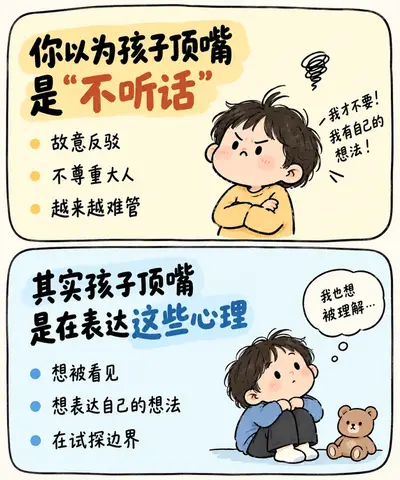 你以为孩子顶嘴
是“不听话”
故意反驳
不尊重大人
越来越难管
我才不要！
我有自己的
想法！
其实孩子顶嘴
是在表达这些心理
想被看见
想表达自己的想法
在试探边界
我也想
被理解…